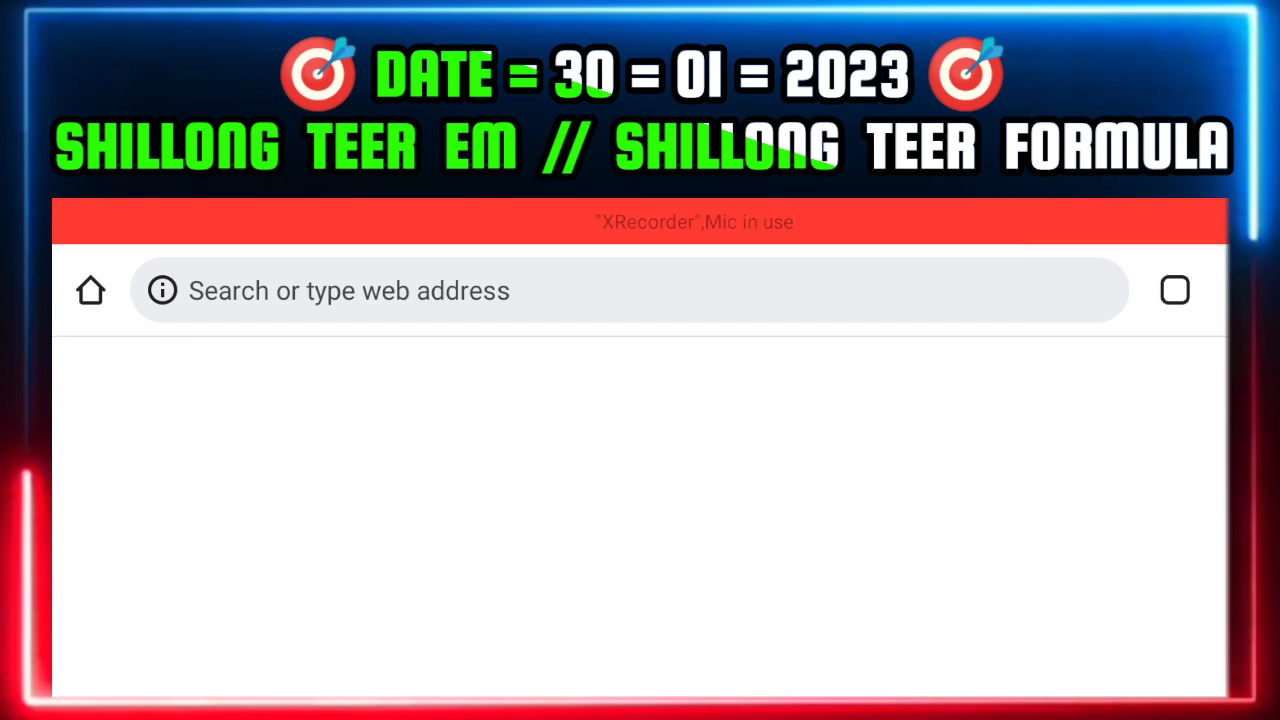 DATE = 30 = 01 = 2023
SHILLONG TEER EM // SHILLONG TEER FORMULA
"XRecorder",Mic in use
Search or type web address